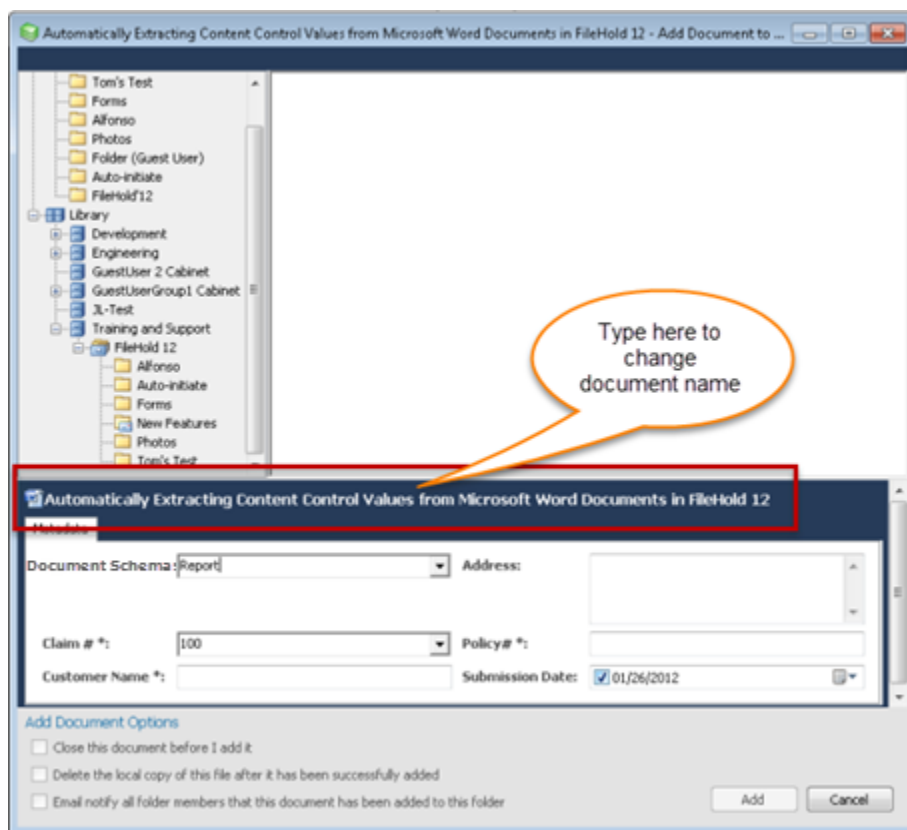 Automatically Extracting Content Control Values from Microsoft Word Documents in FileHold 12 - Add Document to ...
Tom's Test
Forms
Alfonso
Photos
Folder (Guest User)
Auto-initiate
FileHold'12
Library
Development
Engineering
GuestUser 2 Cabinet
GuestUserGroup1 Cabinet
JL-Test
Training and Support
FileHold 12
Alfonso
Auto-initiate
Forms
New Features
Photos
Tom's Test
Type here to
change
document name
Automatically Extracting Content Control Values from Microsoft Word Documents in FileHold 12
Metadata
Document Schema: Report Address:
Claim # *: 100 Policy# *:
Customer Name *: Submission Date: 01/26/2012
Add Document Options
Close this document before I add it
Delete the local copy of this file after it has been successfully added
Email notify all folder members that this document has been added to this folder
Add Cancel